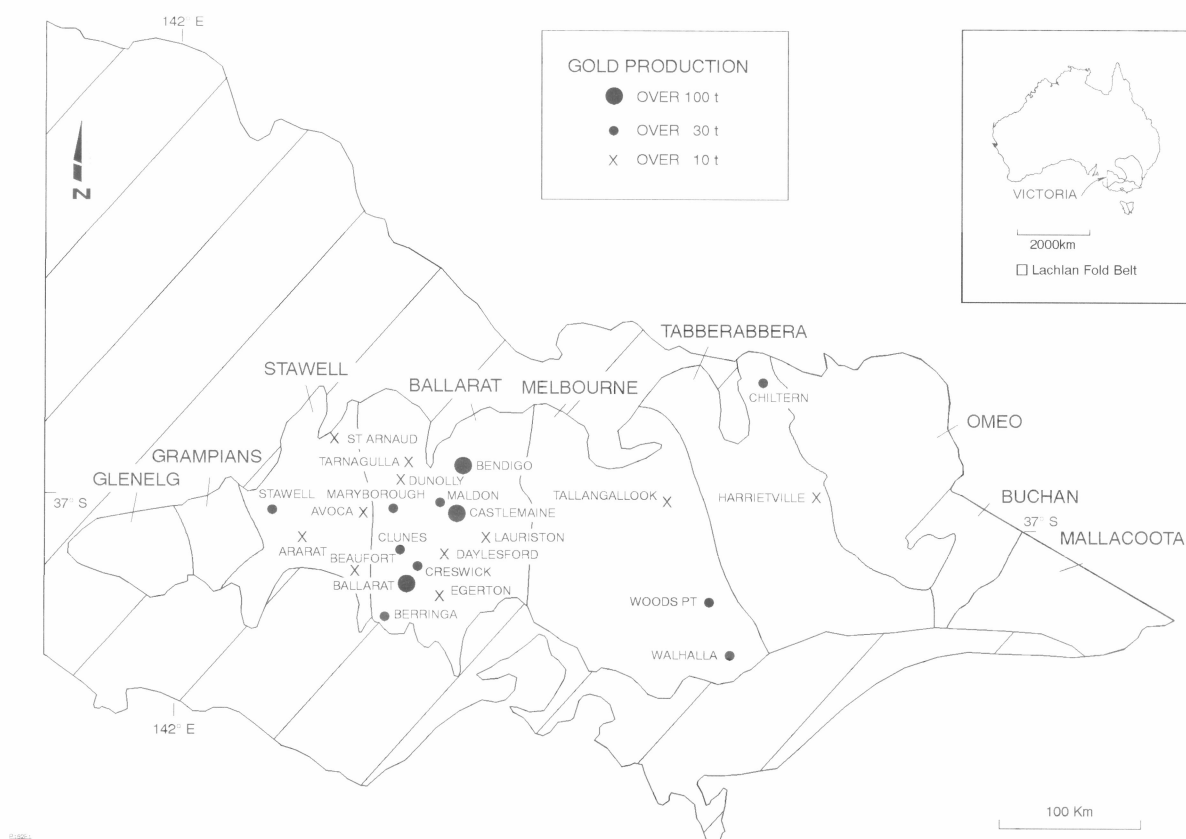 142° E
GOLD PRODUCTION
OVER 100 t
OVER 30 t
X OVER 10 t
N
VICTORIA
2000km
Lachlan Fold Belt
TABBERABBERA
STAWELL
BALLARAT
MELBOURNE
CHILTERN
OMEO
GRAMPIANS
GLENELG
ST ARNAUD
TARNAGULLA
BENDIGO
DUNOLLY
37° S
STAWELL
MARYBOROUGH
MALDON
AVOCA
CASTLEMAINE
TALLANGALLOOK
HARRIETVILLE
BUCHAN
37° S
MALLACOOTA
ARARAT
CLUNES
LAURISTON
BEAUFORT
DAYLESFORD
CRESWICK
BALLARAT
EGERTON
BERRINGA
WOODS PT
WALHALLA
142° E
100 Km